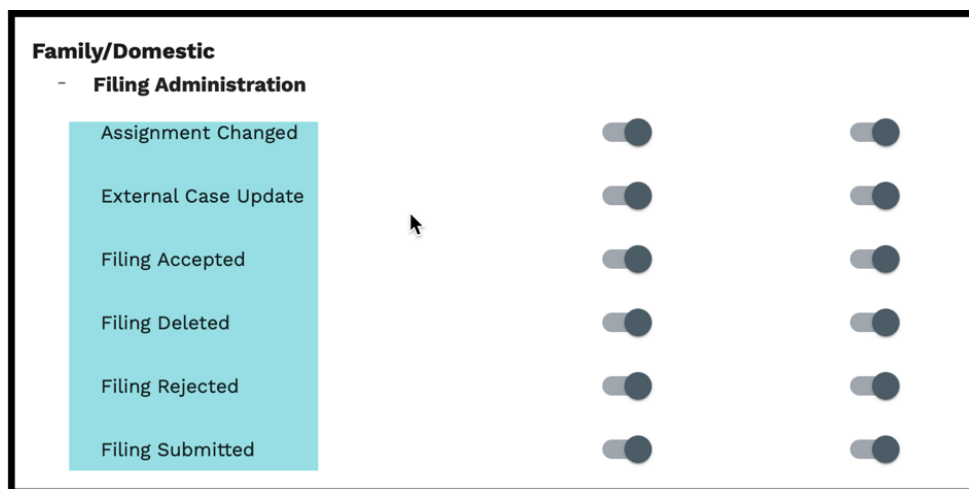 Family/Domestic
- Filing Administration
Assignment Changed
External Case Update
Filing Accepted
Filing Deleted
Filing Rejected
Filing Submitted